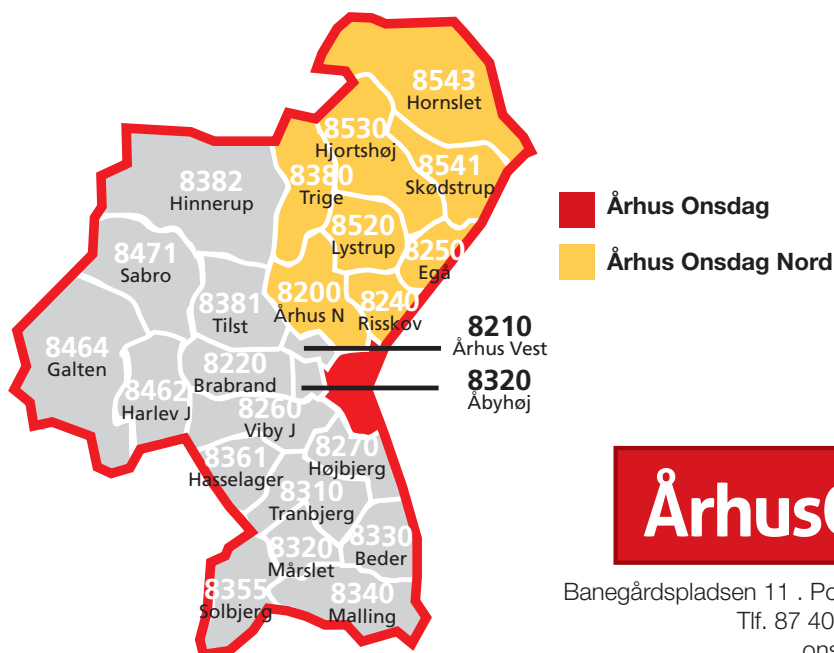 8543
Hornslet
8530
Hjortshøj
8541
Skødstrup
8380
Trige
8382
Hinnerup
8520
Lystrup
8250
Egå
8471
Sabro
8200
Århus N
8240
Risskov
8381
Tilst
8210
Århus Vest
8464
Galten
8220
Brabrand
8320
Åbyhøj
8462
Harlev J
8260
Viby J
8270
Højbjerg
8361
Hasselager
8310
Tranbjerg
8330
Beder
8320
Mårslet
8355
Solbjerg
8340
Malling
Århus Onsdag
Århus Onsdag Nord
Århus
Banegårdspladsen 11 . Po
Tlf. 87 40
ons